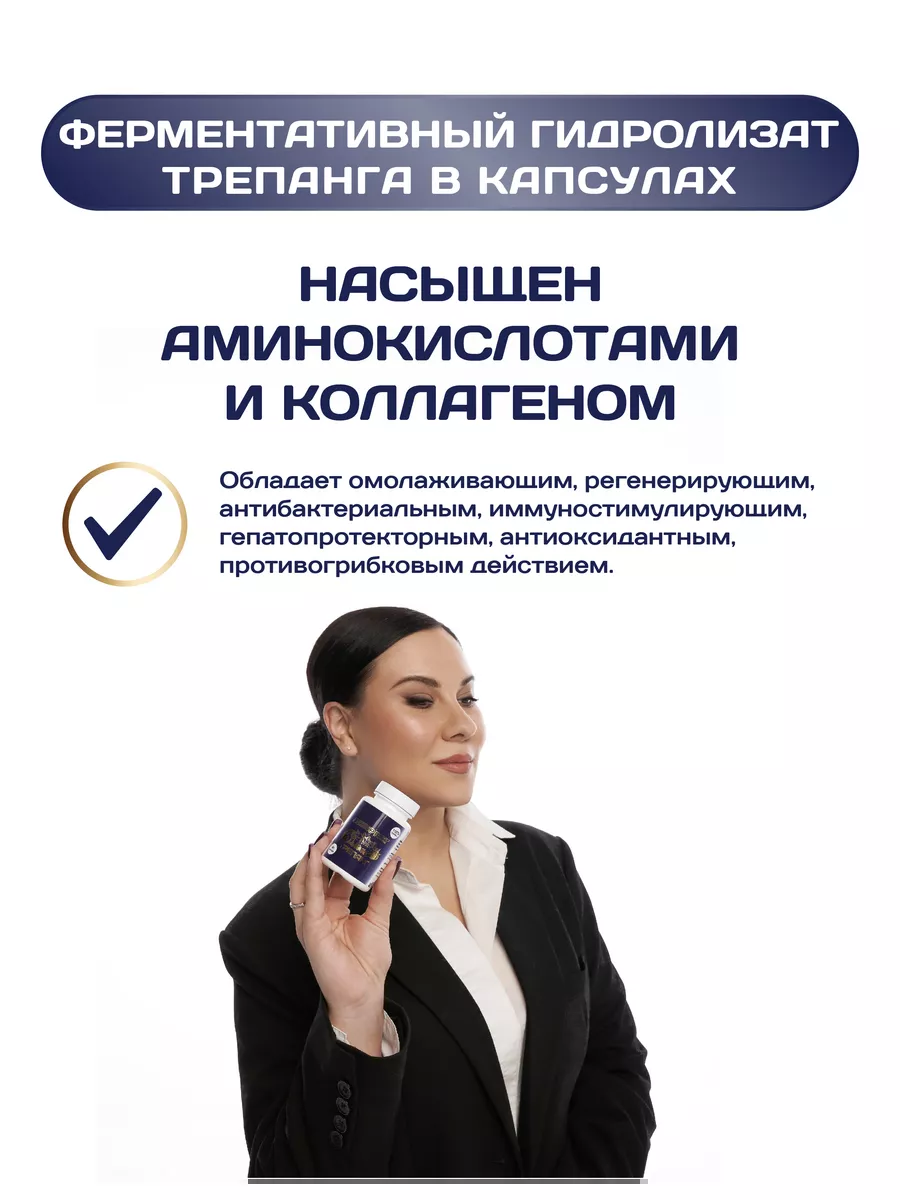 ФЕРМЕНТАТИВНЫЙ ГИДРОЛИЗАТ
ТРЕПАНГА В КАПСУЛАХ
НАСЫЩЕН
АМИНОКИСЛОТАМИ
И КОЛЛАГЕНОМ
Обладает омолаживающим, регенерирующим,
антибактериальным, иммуностимулирующим,
гепатопротекторным, антиоксидантным,
противогрибковым действием.